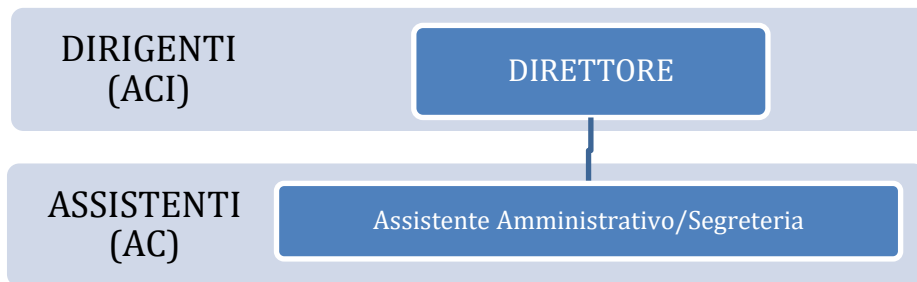 DIRIGENTI
(ACI)
DIRETTORE
ASSISTENTI
(AC)
Assistente Amministrativo/Segreteria